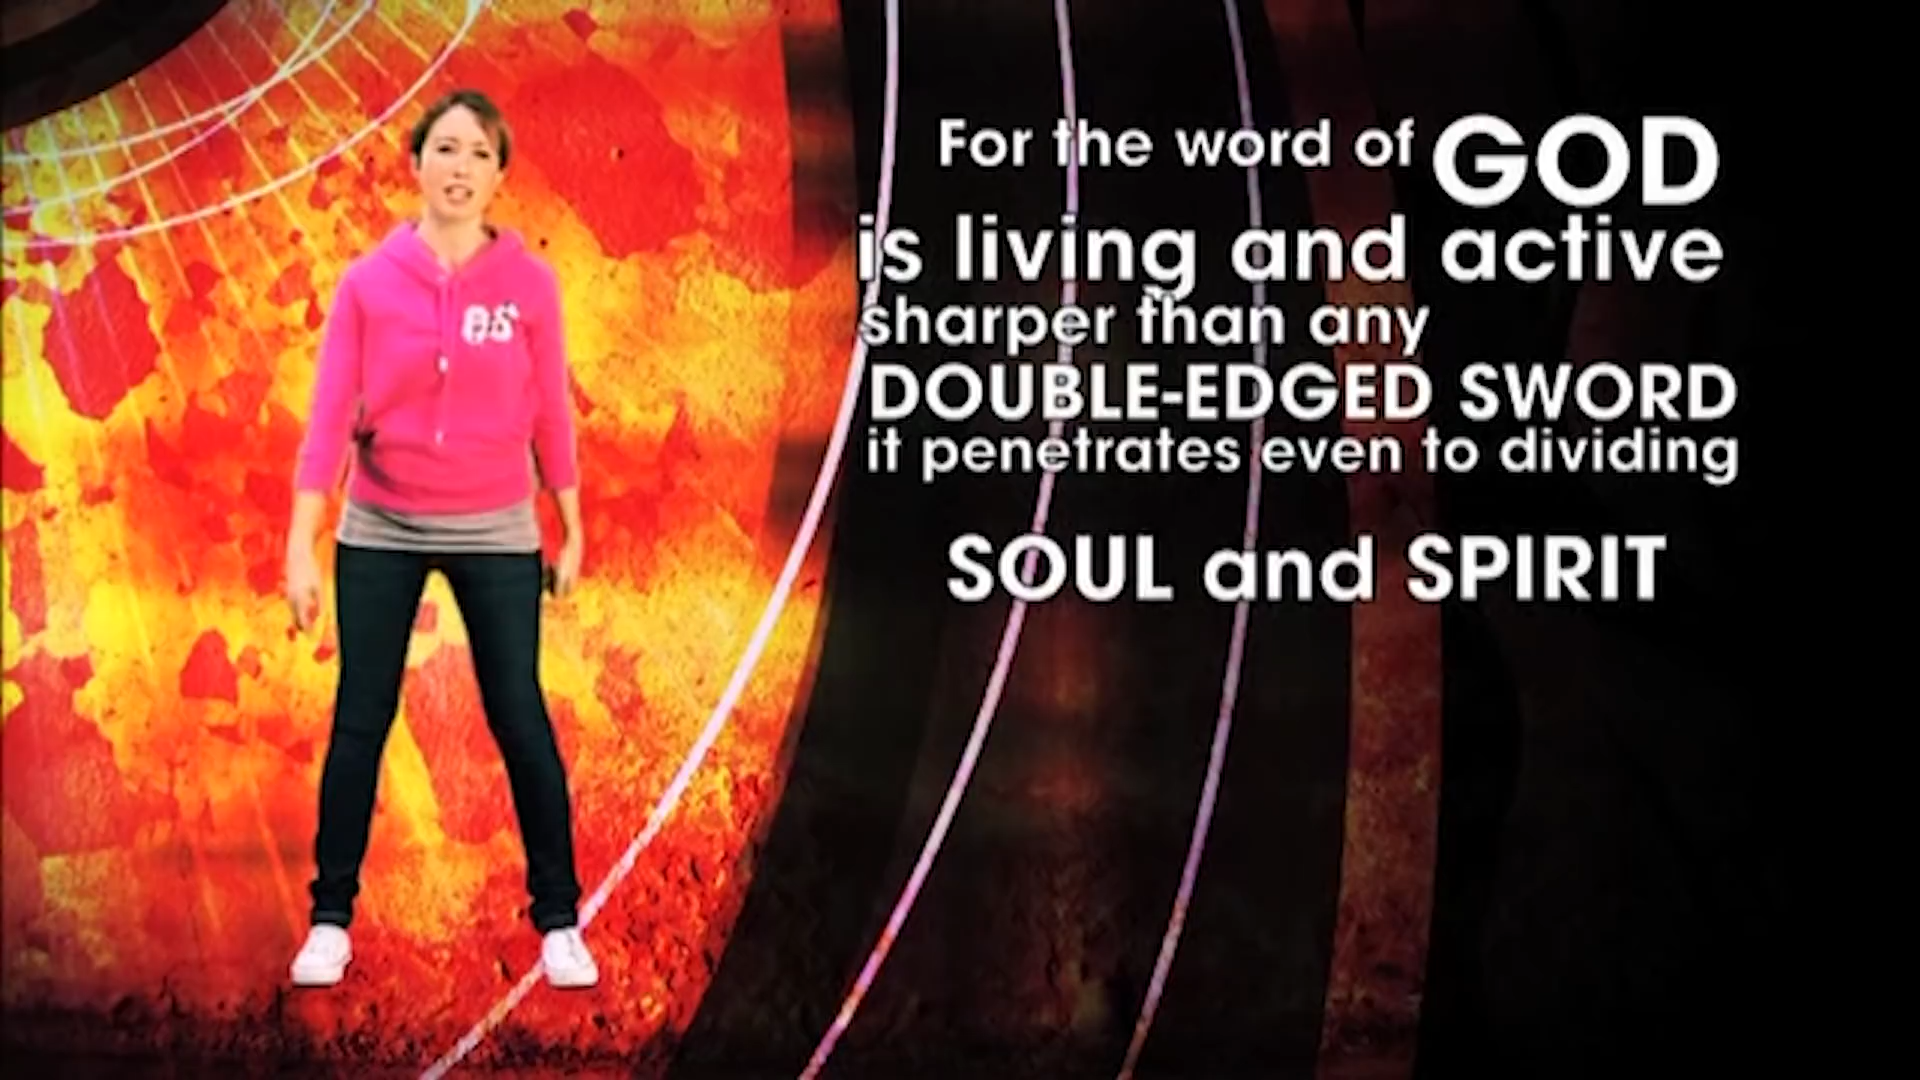 For the word of GOD
is living and active
sharper than any
DOUBLE-EDGED SWORD
it penetrates even to dividing
SOUL and SPIRIT